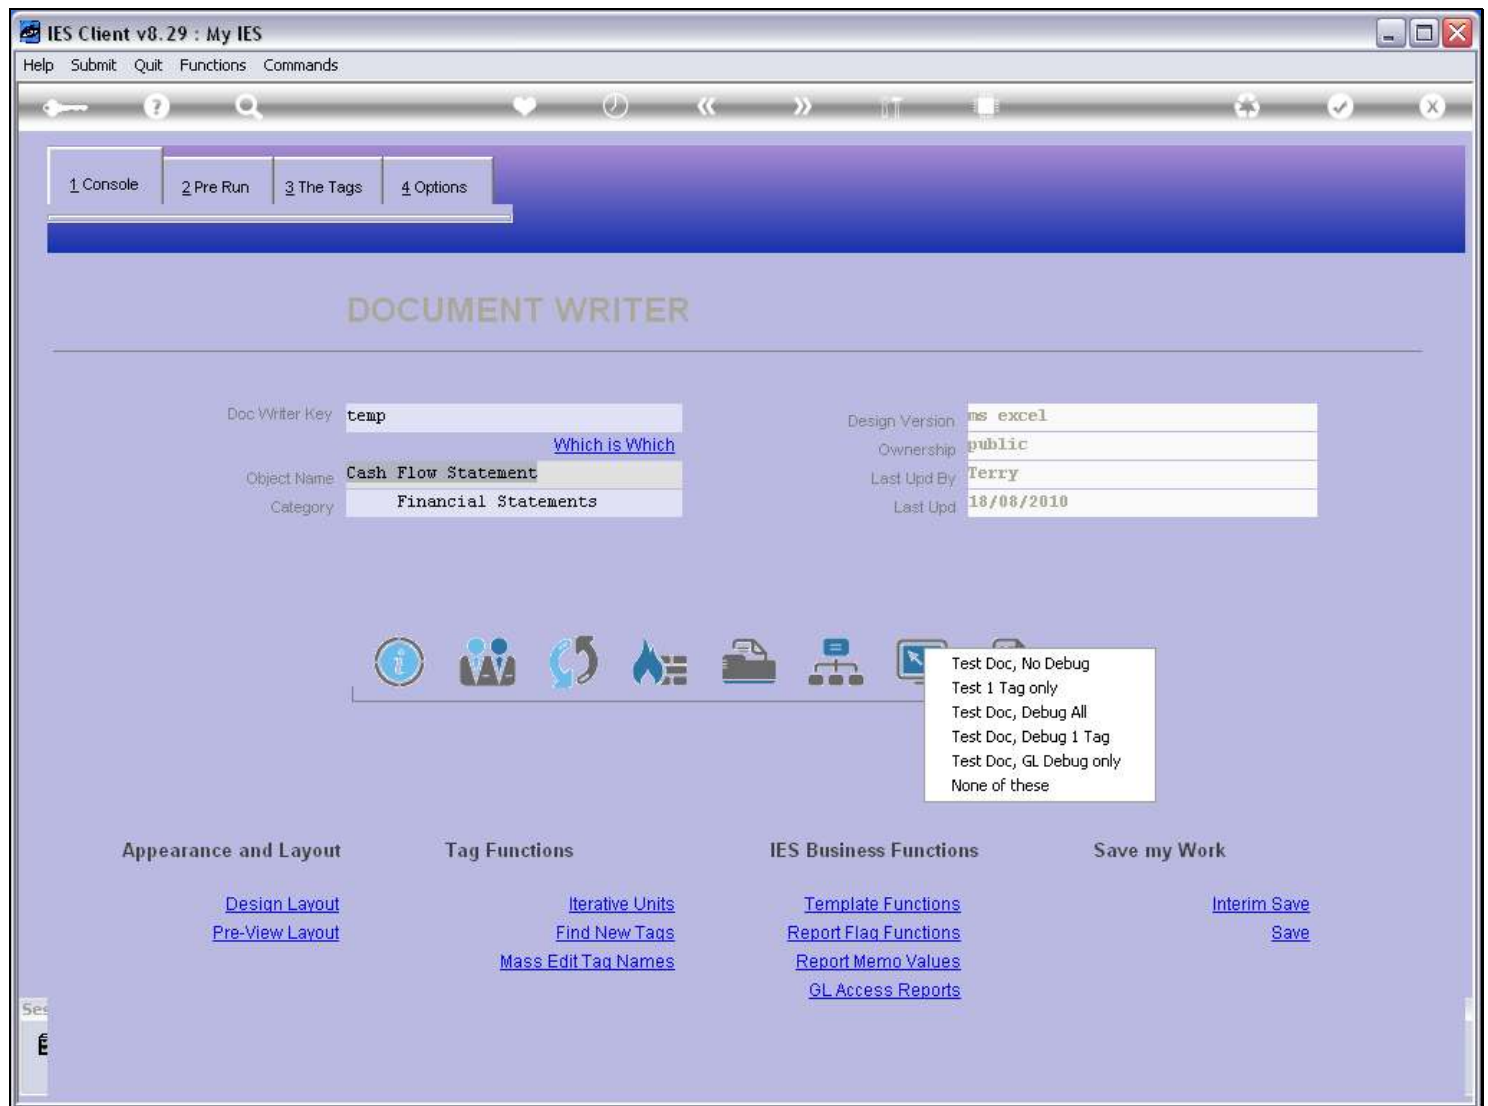 IES Client v8.29 : My IES
Help Submit Quit Functions Commands
1 Console 2 Pre Run 3 The Tags 4 Options
DOCUMENT WRITER
Doc Writer Key temp
Design Version ms excel
Which is Which
Ownership public
Object Name Cash Flow Statement
Last Upd By Terry
Category Financial Statements
Last Upd 18/08/2010
Test Doc, No Debug
Test 1 Tag only
Test Doc, Debug All
Test Doc, Debug 1 Tag
Test Doc, GL Debug only
None of these
Appearance and Layout Tag Functions IES Business Functions Save my Work
Design Layout Iterative Units Template Functions Interim Save
Pre-View Layout Find New Tags Report Flag Functions Save
Mass Edit Tag Names Report Memo Values
GL Access Reports